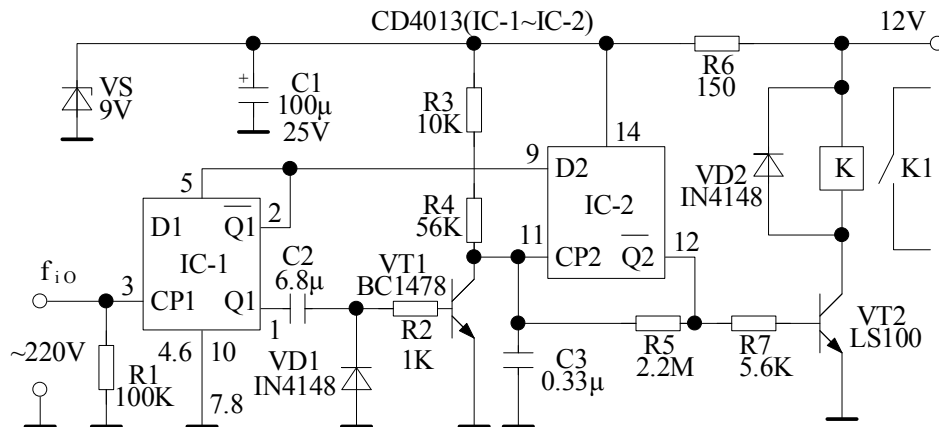 CD4013(IC-1~IC-2)
12V
VS
9V
+
C1
100μ
25V
R3
10K
R6
150
14
5
2
9
D2
IC-2
CP2
Q2
11
12
VD2
IN4148
K
K1
D1
Q1
IC-1
CP1
Q1
3
1
C2
6.8μ
VT1
BC1478
R4
56K
fiO
~220V
R1
100K
4.6
10
7.8
VD1
IN4148
R2
1K
C3
0.33μ
R5
2.2M
R7
5.6K
VT2
LS100